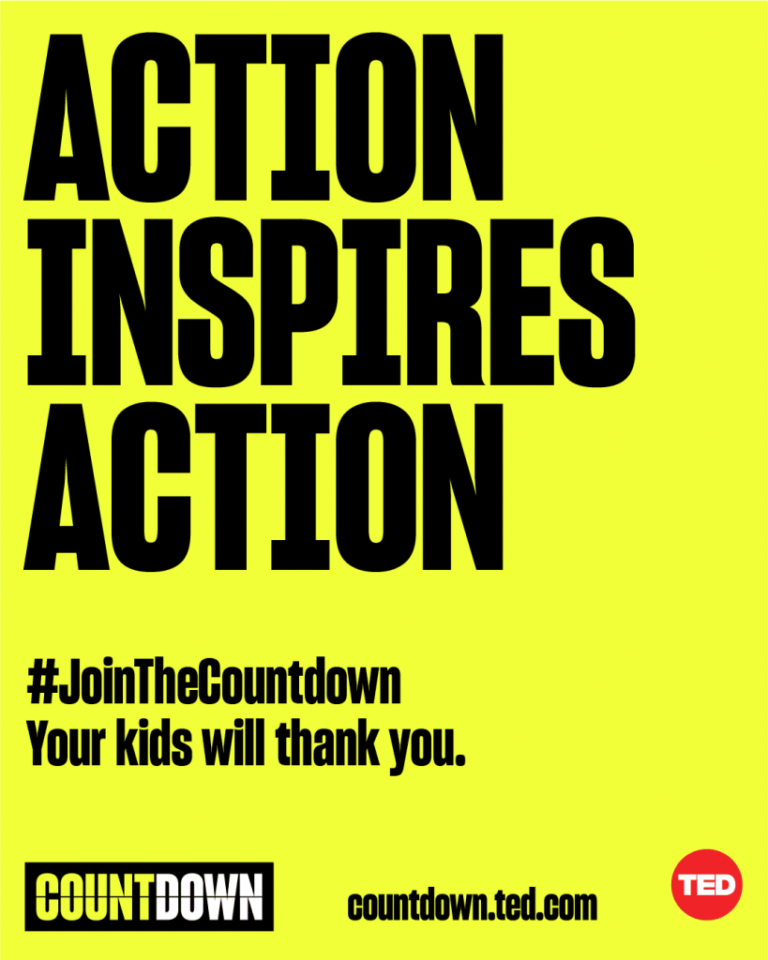 ACTION
INSPIRES
ACTION
#JoinTheCountdown
Your kids will thank you.
COUNTDOWN
countdown.ted.com
TED